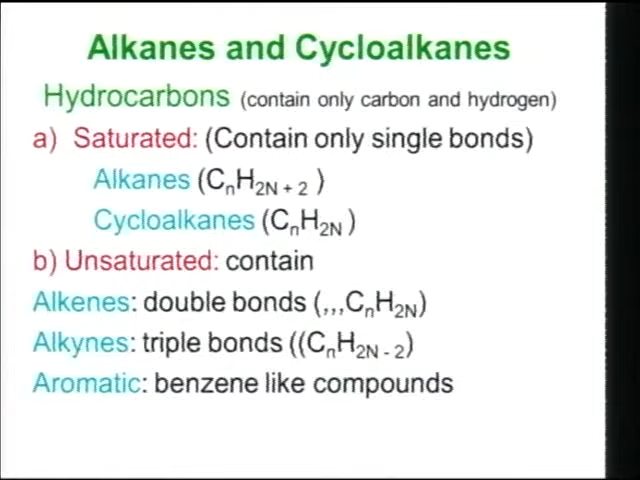 Alkanes and Cycloalkanes
Hydrocarbons (contain only carbon and hydrogen)
a) Saturated: (Contain only single bonds)
Alkanes (CnH2N + 2 )
Cycloalkanes (CnH2N )
b) Unsaturated: contain
Alkenes: double bonds (,,,CnH2N)
Alkynes: triple bonds ((CnH2N - 2)
Aromatic: benzene like compounds